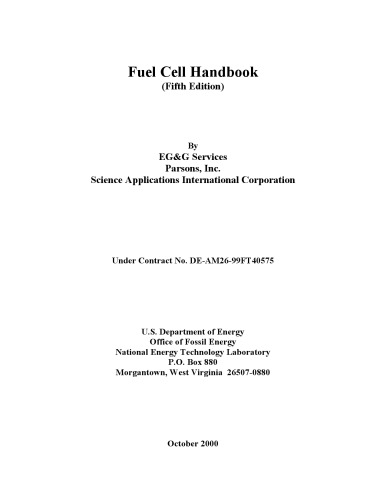 Fuel Cell Handbook
(Fifth Edition)
By
EG&G Services
Parsons, Inc.
Science Applications International Corporation
Under Contract No. DE-AM26-99FT40575
U.S. Department of Energy
Office of Fossil Energy
National Energy Technology Laboratory
P.O. Box 880
Morgantown, West Virginia  26507-0880
October 2000